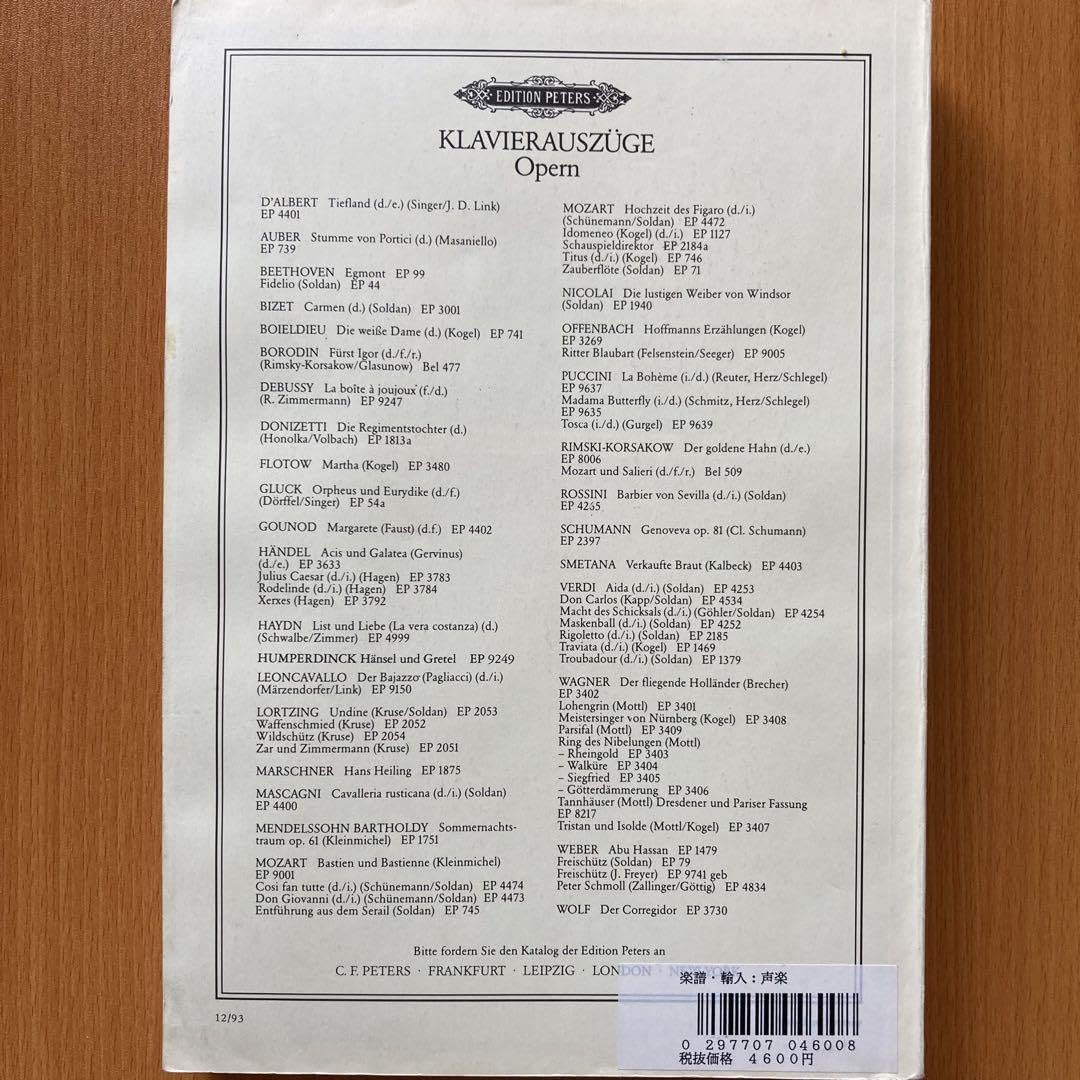 EDITION PETERS
KLAVIERAUSZÜGE
Opern
D'ALBERT Tiefland (d./e.) (Singer/J. D. Link)
EP 4401
AUBER Stumme von Portici (d.) (Masaniello)
EP 739
BEETHOVEN Egmont EP 99
Fidelio (Soldan) EP 44
BIZET Carmen (d.) (Soldan) EP 3001
BOIELDIEU Die weiße Dame (d.) (Kogel) EP 741
BORODIN Fürst Igor (d./f./r.)
(Rimsky-Korsakow/Glasunow) Bel 477
DEBUSSY La boîte à joujoux (f./d.)
(R. Zimmermann) EP 9247
DONIZETTI Die Regimentstochter (d.)
(Honolka/Volbach) EP 1813a
FLOTOW Martha (Kogel) EP 3480
GLUCK Orpheus und Eurydike (d./f.)
(Dörffel/Singer) EP 54a
GOUNOD Margarete (Faust) (d.f.) EP 4402
HÄNDEL Acis und Galatea (Gervinus)
(d./e.) EP 3633
Julius Caesar (d./i.) (Hagen) EP 3783
Rodelinde (d./i.) (Hagen) EP 3784
Xerxes (Hagen) EP 3792
HAYDN List und Liebe (La vera costanza) (d.)
(Schwalbe/Zimmer) EP 4999
HUMPERDINCK Hänsel und Gretel EP 9249
LEONCAVALLO Der Bajazzo (Pagliacci) (d./i.)
(Märzendorfer/Link) EP 9150
LORTZING Undine (Kruse/Soldan) EP 2053
Waffenschmied (Kruse) EP 2052
Wildschütz (Kruse) EP 2054
Zar und Zimmermann (Kruse) EP 2051
MARSCHNER Hans Heiling EP 1875
MASCAGNI Cavalleria rusticana (d./i.) (Soldan)
EP 4400
MENDELSSOHN BARTHOLDY Sommernachts-
traum op. 61 (Kleinmichel) EP 1751
MOZART Bastien und Bastienne (Kleinmichel)
EP 9001
Cosi fan tutte (d./i.) (Schünemann/Soldan) EP 4474
Don Giovanni (d./i.) (Schünemann/Soldan) EP 4473
Entführung aus dem Serail (Soldan) EP 745
MOZART Hochzeit des Figaro (d./i.)
(Schünemann/Soldan) EP 4472
Idomeneo (Kogel) (d./i.) EP 1127
Schauspieldirektor EP 2184a
Titus (d./i.) (Kogel) EP 746
Zauberflöte (Soldan) EP 71
NICOLAI Die lustigen Weiber von Windsor
(Soldan) EP 1940
OFFENBACH Hoffmanns Erzählungen (Kogel)
EP 3269
Ritter Blaubart (Felsenstein/Seeger) EP 9005
PUCCINI La Bohème (i./d.) (Reuter, Herz/Schlegel)
EP 9637
Madama Butterfly (i./d.) (Schmitz, Herz/Schlegel)
EP 9635
Tosca (i./d.) (Gurgel) EP 9639
RIMSKI-KORSAKOW Der goldene Hahn (d./e.)
EP 8006
Mozart und Salieri (d./f./r.) Bel 509
ROSSINI Barbier von Sevilla (d./i.) (Soldan)
EP 4265
SCHUMANN Genoveva op. 81 (Cl. Schumann)
EP 2397
SMETANA Verkaufte Braut (Kalbeck) EP 4403
VERDI Aida (d./i.) (Soldan) EP 4253
Don Carlos (Kapp/Soldan) EP 4534
Macht des Schicksals (d./i.) (Göhler/Soldan) EP 4254
Maskenball (d./i.) (Soldan) EP 4252
Rigoletto (d./i.) (Soldan) EP 2185
Traviata (d./i.) (Kogel) EP 1469
Troubadour (d./i.) (Soldan) EP 1379
WAGNER Der fliegende Holländer (Brecher)
EP 3402
Lohengrin (Mottl) EP 3401
Meistersinger von Nürnberg (Kogel) EP 3408
Parsifal (Mottl) EP 3409
Ring des Nibelungen (Mottl)
– Rheingold EP 3403
– Walküre EP 3404
– Siegfried EP 3405
– Götterdämmerung EP 3406
Tannhäuser (Mottl) Dresdener und Pariser Fassung
EP 8217
Tristan und Isolde (Mottl/Kogel) EP 3407
WEBER Abu Hassan EP 1479
Freischütz (Soldan) EP 79
Freischütz (J. Freyer) EP 9741 geb
Peter Schmoll (Zallinger/Göttig) EP 4834
WOLF Der Corregidor EP 3730
Bitte fordern Sie den Katalog der Edition Peters an
C. F. PETERS · FRANKFURT · LEIPZIG · LONDON · NEW YORK
12/93
楽譜・輸入：声楽
0 297707 046008
税抜価格 4600円